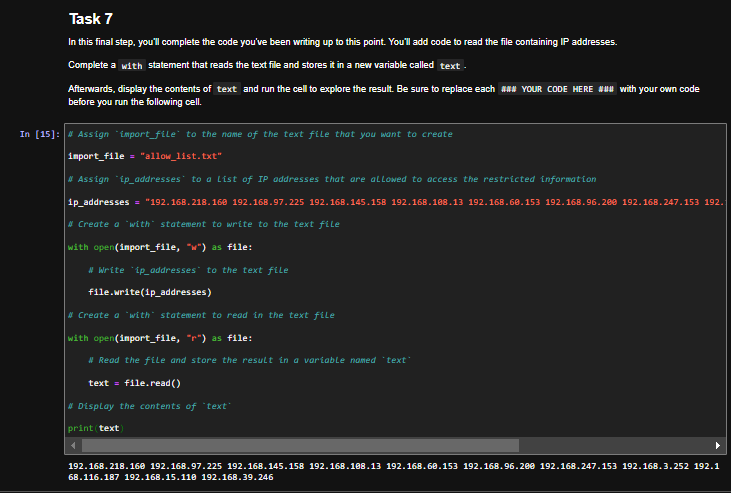 Task 7
In this final step, you'll complete the code you've been writing up to this point. You'll add code to read the file containing IP addresses.
Complete a with statement that reads the text file and stores it in a new variable called text .
Afterwards, display the contents of text and run the cell to explore the result. Be sure to replace each ### YOUR CODE HERE ### with your own code
before you run the following cell.
In [15]: # Assign `import_file` to the name of the text file that you want to create
import_file = "allow_list.txt"
# Assign `ip_addresses` to a list of IP addresses that are allowed to access the restricted information
ip_addresses = "192.168.218.160 192.168.97.225 192.168.145.158 192.168.108.13 192.168.60.153 192.168.96.200 192.168.247.153 192.
# Create a `with` statement to write to the text file
with open(import_file, "w") as file:
# Write `ip_addresses` to the text file
file.write(ip_addresses)
# Create a `with` statement to read in the text file
with open(import_file, "r") as file:
# Read the file and store the result in a variable named `text`
text = file.read()
# Display the contents of `text`
print(text)
192.168.218.160 192.168.97.225 192.168.145.158 192.168.108.13 192.168.60.153 192.168.96.200 192.168.247.153 192.168.3.252 192.1
68.116.187 192.168.15.110 192.168.39.246